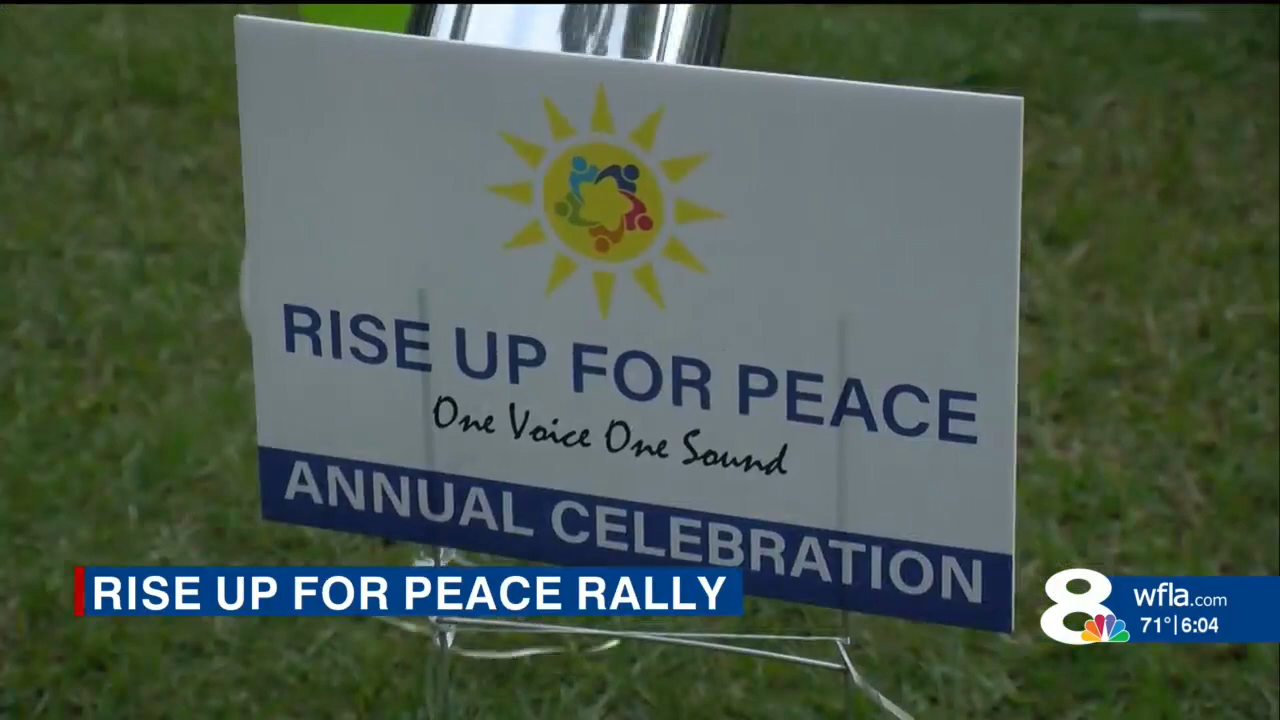 RISE UP FOR PEACE
One Voice One Sound
ANNUAL CELEBRATION
RISE UP FOR PEACE RALLY
8 wfla.com
71°|6:04